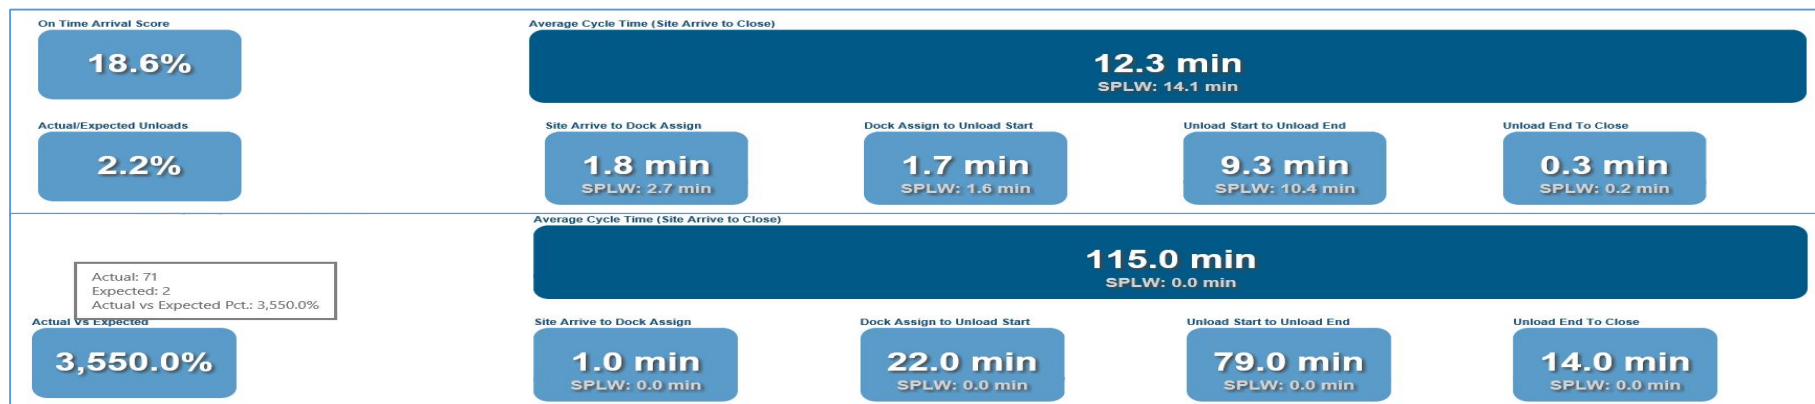 On Time Arrival Score
Average Cycle Time (Site Arrive to Close)
18.6%
12.3 min
SPLW: 14.1 min
Actual/Expected Unloads
Site Arrive to Dock Assign
Dock Assign to Unload Start
Unload Start to Unload End
Unload End To Close
2.2%
1.8 min
SPLW: 2.7 min
1.7 min
SPLW: 1.6 min
9.3 min
SPLW: 10.4 min
0.3 min
SPLW: 0.2 min
Average Cycle Time (Site Arrive to Close)
115.0 min
SPLW: 0.0 min
Actual: 71
Expected: 2
Actual vs Expected Pct.: 3,550.0%
Actual Vs Expected
Site Arrive to Dock Assign
Dock Assign to Unload Start
Unload Start to Unload End
Unload End To Close
3,550.0%
1.0 min
SPLW: 0.0 min
22.0 min
SPLW: 0.0 min
79.0 min
SPLW: 0.0 min
14.0 min
SPLW: 0.0 min